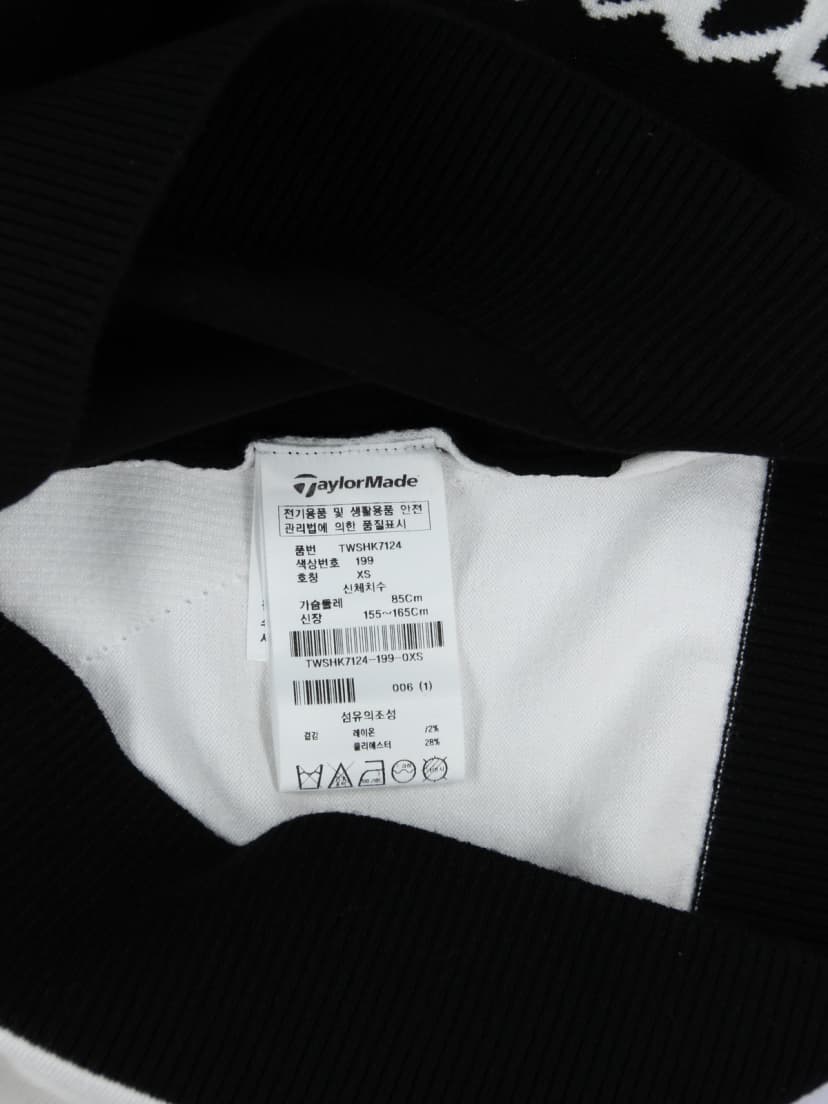 TaylorMade
전기용품 및 생활용품 안전
관리법에 의한 품질표시
품번 TWSHK7124
색상번호 199
호칭 XS
신체치수
가슴둘레 85Cm
신장 155~165Cm
TWSHK7124-199-0XS
006 (1)
섬유의조성
겉감 레이온 72%
폴리에스터 28%